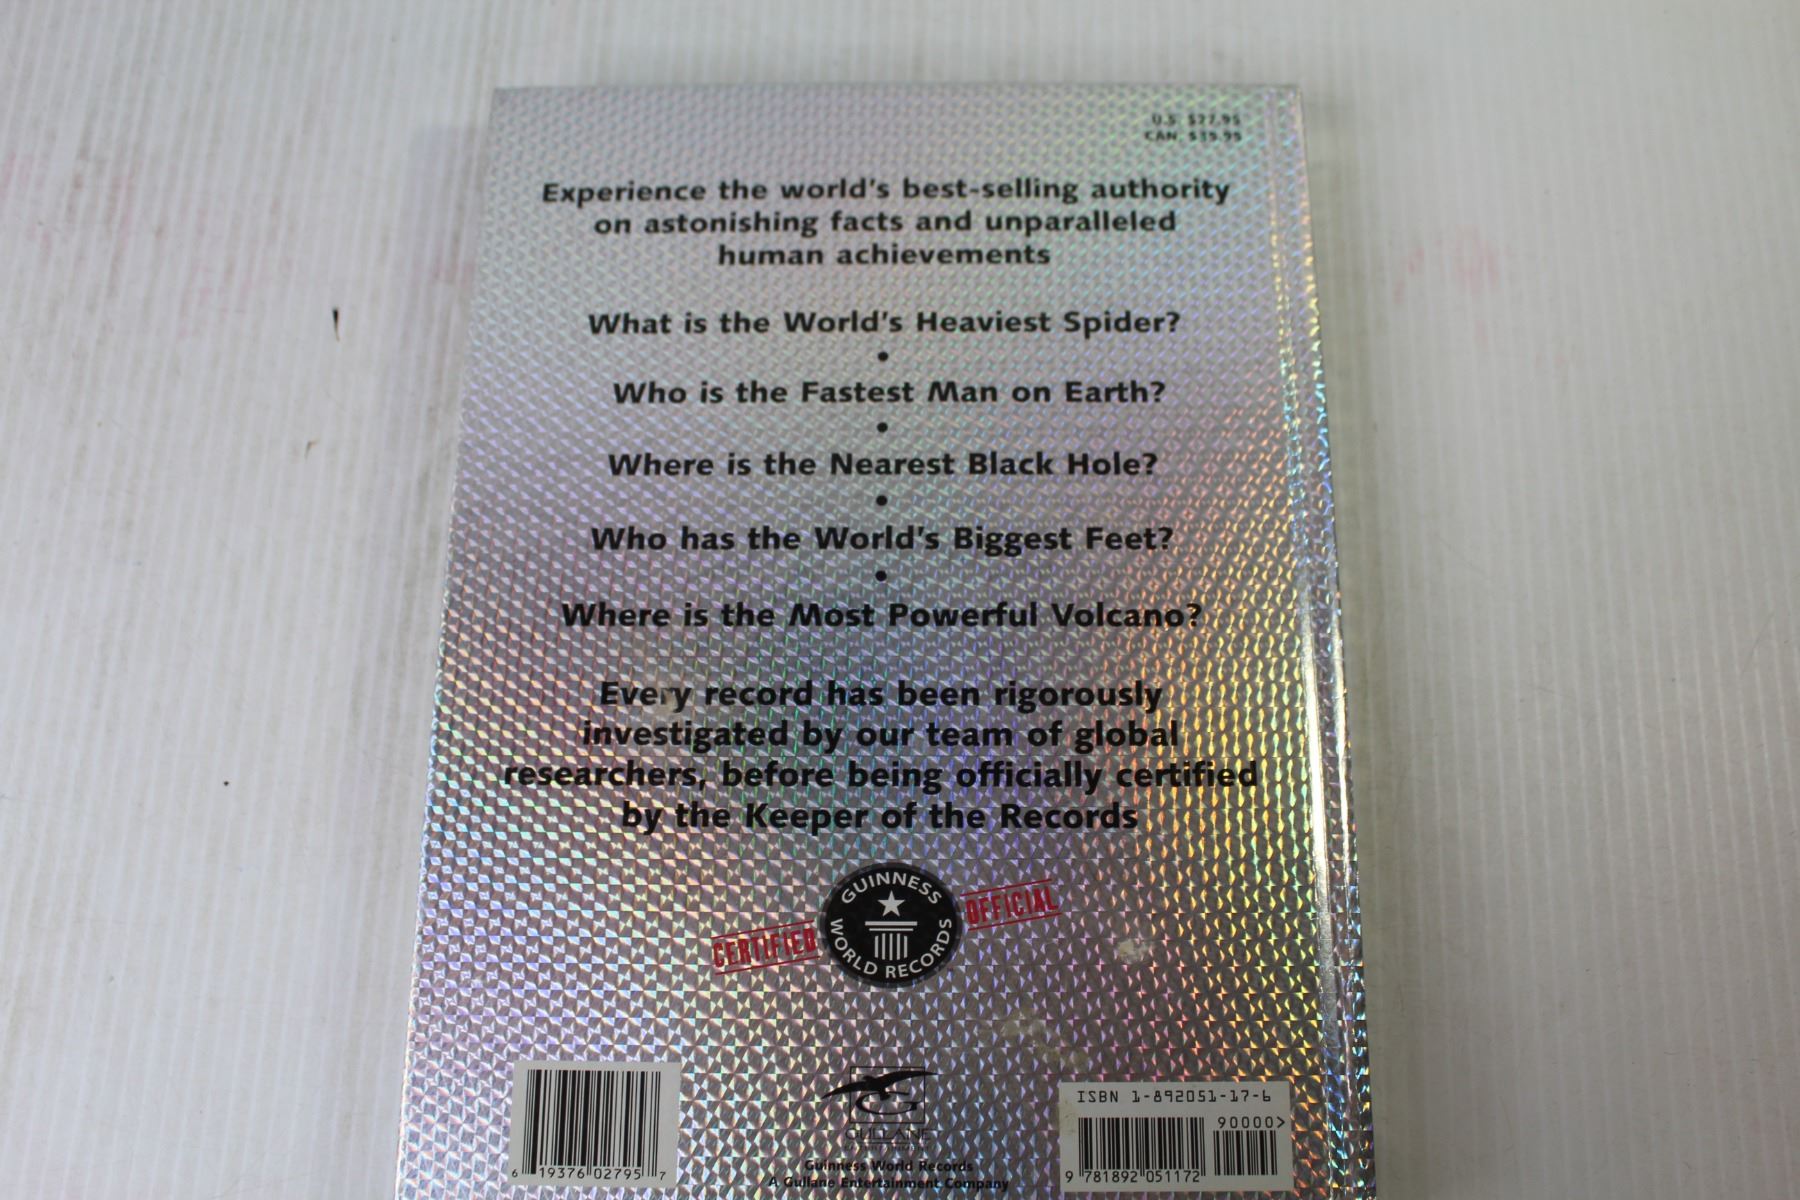 U.S. $27.95
CAN. $39.95
Experience the world's best-selling authority
on astonishing facts and unparalleled
human achievements
What is the World's Heaviest Spider?
•
Who is the Fastest Man on Earth?
•
Where is the Nearest Black Hole?
•
Who has the World's Biggest Feet?
•
Where is the Most Powerful Volcano?
Every record has been rigorously
investigated by our team of global
researchers, before being officially certified
by the Keeper of the Records
CERTIFIED
GUINNESS
WORLD RECORDS
OFFICIAL
6 19376 02795 7
G
GULLANE
ENTERTAINMENT
Guinness World Records
A Gullane Entertainment Company
ISBN 1-892051-17-6
90000>
9 781892 051172